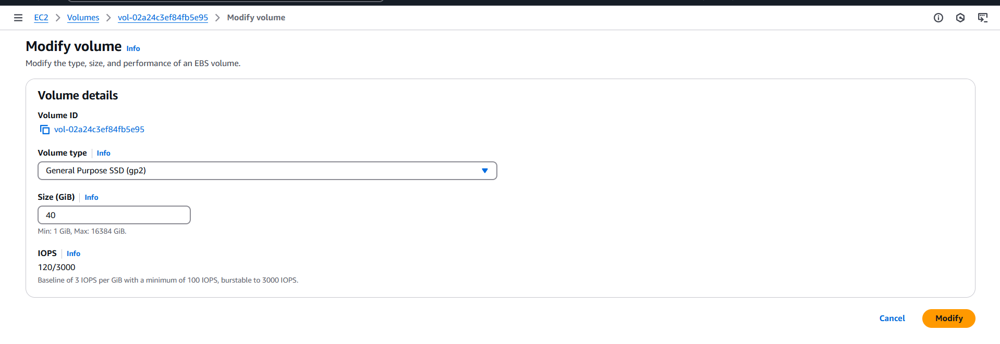 EC2 > Volumes > vol-02a24c3ef84fb5e95 > Modify volume
Modify volume Info
Modify the type, size, and performance of an EBS volume.
Volume details
Volume ID
vol-02a24c3ef84fb5e95
Volume type | Info
General Purpose SSD (gp2)
Size (GiB) | Info
40
Min: 1 GiB, Max: 16384 GiB.
IOPS | Info
120/3000
Baseline of 3 IOPS per GiB with a minimum of 100 IOPS, burstable to 3000 IOPS.
Cancel Modify